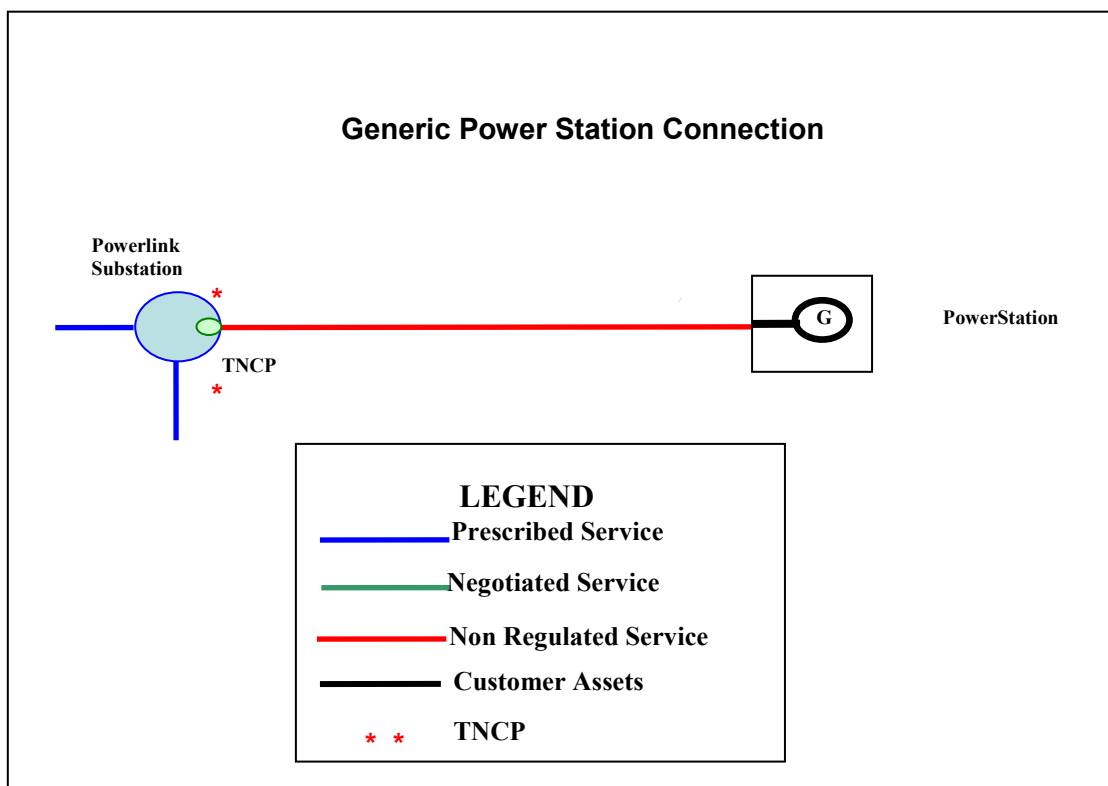 Generic Power Station Connection
Powerlink
Substation
*
G
PowerStation
TNCP
*
LEGEND
Prescribed Service
Negotiated Service
Non Regulated Service
Customer Assets
* * TNCP